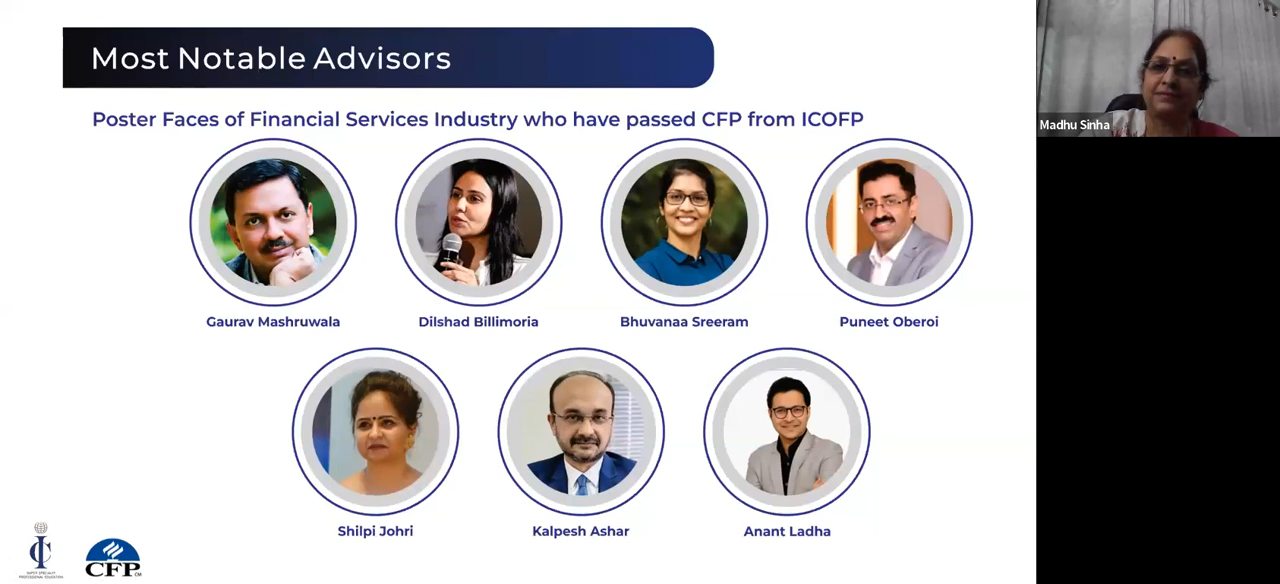 Most Notable Advisors
Poster Faces of Financial Services Industry who have passed CFP from ICOFP
Gaurav Mashruwala
Dilshad Billimoria
Bhuvanaa Sreeram
Puneet Oberoi
Shilpi Johri
Kalpesh Ashar
Anant Ladha
CFP
CM
Madhu Sinha